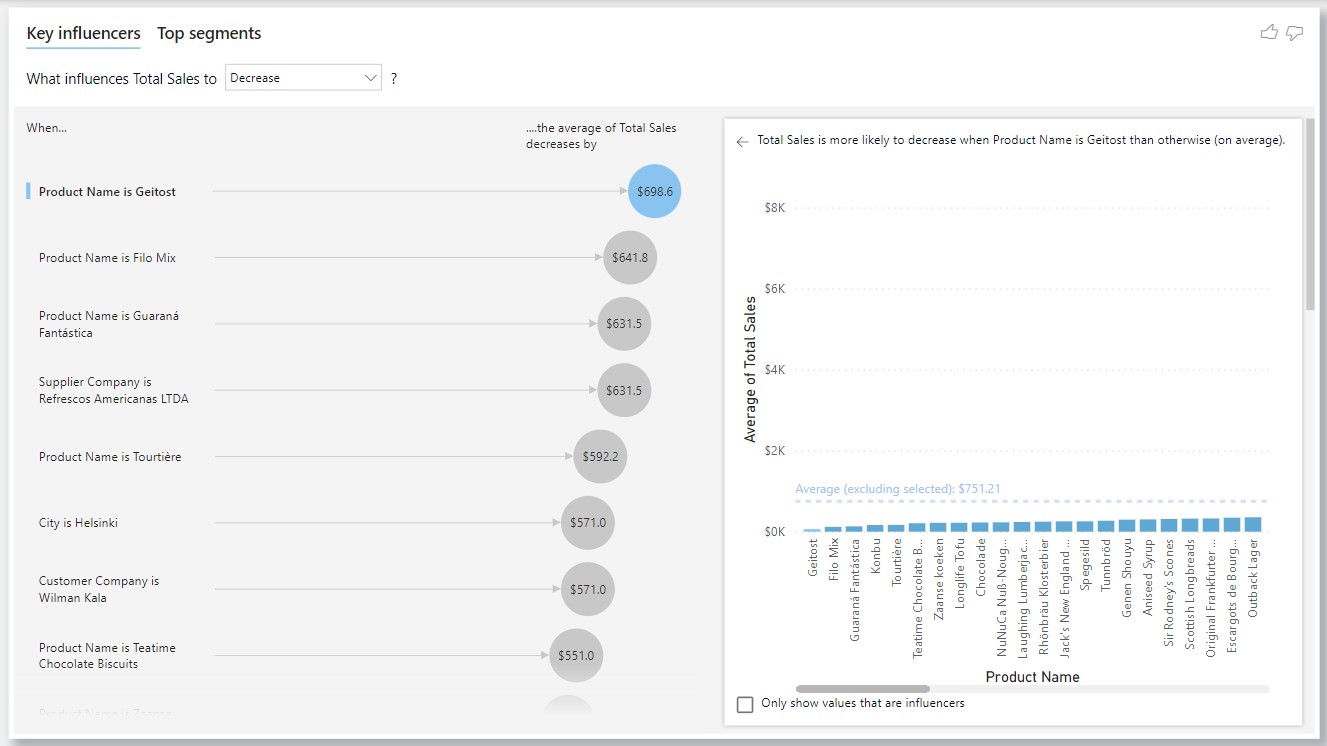 Key influencers Top segments
What influences Total Sales to Decrease ?
When...
....the average of Total Sales
decreases by
Product Name is Geitost $698.6
Product Name is Filo Mix $641.8
Product Name is Guaraná
Fantástica
$631.5
Supplier Company is
Refrescos Americanas LTDA
$631.5
Product Name is Tourtière $592.2
City is Helsinki $571.0
Customer Company is
Wilman Kala
$571.0
Product Name is Teatime
Chocolate Biscuits
$551.0
Product Name is Zaanse
Total Sales is more likely to decrease when Product Name is Geitost than otherwise (on average).
Average of Total Sales
$8K
$6K
$4K
$2K
Average (excluding selected): $751.21
$0K
Geitost
Filo Mix
Guaraná Fantástica
Konbu
Tourtière
Teatime Chocolate B...
Zaanse koeken
Longlife Tofu
Chocolade
NuNuCa Nuß-Noug...
Laughing Lumberjac...
Rhönbräu Klosterbier
Jack's New England ...
Spegesild
Tunnbröd
Genen Shouyu
Aniseed Syrup
Sir Rodney's Scones
Scottish Longbreads
Original Frankfurter ...
Escargots de Bourg...
Outback Lager
Product Name
Only show values that are influencers